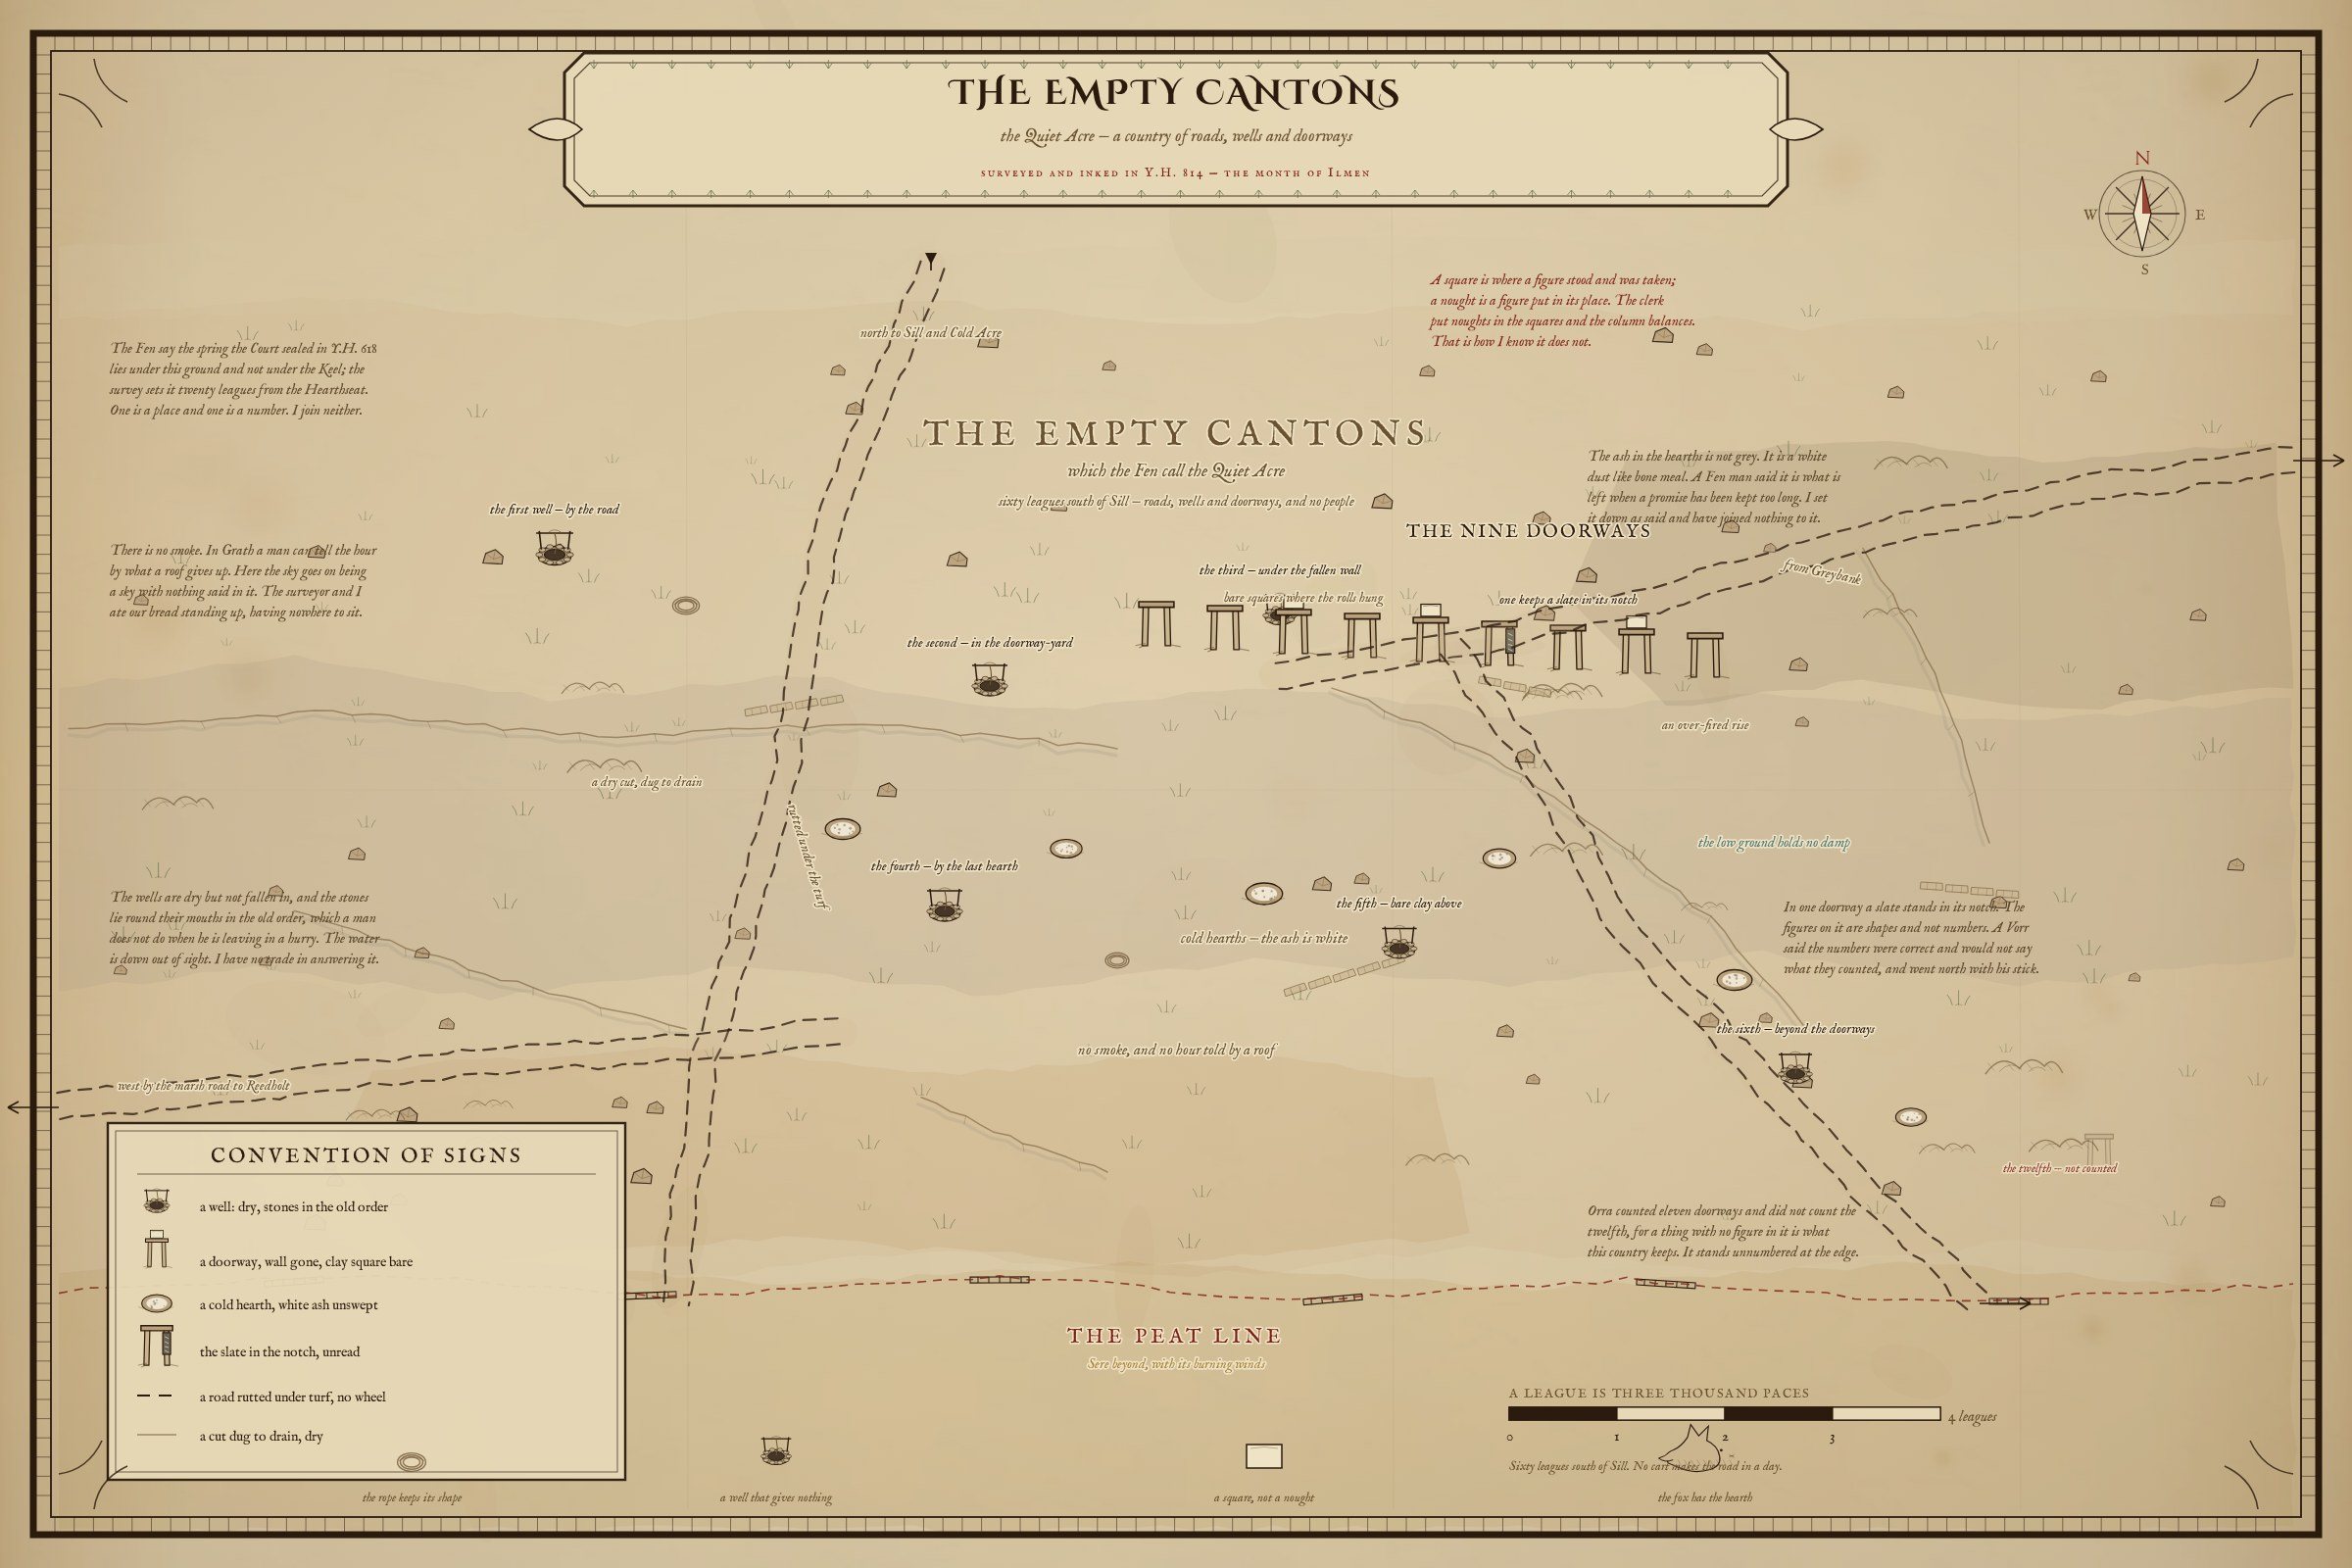 THE EMPTY CANTONS
the Quiet Acre – a country of roads, wells and doorways
SURVEYED AND INKED IN Y.H. 814 – THE MONTH OF ILMEN
N
W
E
S
A square is where a figure stood and was taken;
a nought is a figure put in its place. The clerk
put noughts in the squares and the column balances.
That is how I know it does not.
north to Sill and Cold Acre
The Fen say the spring the Court sealed in Y.H. 618
lies under this ground and not under the Keel; the
survey sets it twenty leagues from the Hearthseat.
One is a place and one is a number. I join neither.
THE EMPTY CANTONS
which the Fen call the Quiet Acre
sixty leagues south of Sill – roads, wells and doorways, and no people
The ash in the hearths is not grey. It is a white
dust like bone meal. A Fen man said it is what is
left when a promise has been kept too long. I set
it down as said and have joined nothing to it.
the first well – by the road
THE NINE DOORWAYS
There is no smoke. In Grath a man can tell the hour
by what a roof gives up. Here the sky goes on being
a sky with nothing said in it. The surveyor and I
ate our bread standing up, having nowhere to sit.
the third – under the fallen wall
from Greybank
bare squares where the rolls hung
one keeps a slate in its notch
the second – in the doorway-yard
an over-fired rise
a dry cut, dug to drain
rutted under the turf
the low ground holds no damp
the fourth – by the last hearth
The wells are dry but not fallen in, and the stones
lie round their mouths in the old order, which a man
does not do when he is leaving in a hurry. The water
is down out of sight. I have no trade in answering it.
the fifth – bare clay above
In one doorway a slate stands in its notch. The
figures on it are shapes and not numbers. A Vorr
said the numbers were correct and would not say
what they counted, and went north with his stick.
cold hearths – the ash is white
the sixth – beyond the doorways
no smoke, and no hour told by a roof
west by the marsh road to Reedholt
the twelfth – not counted
Orra counted eleven doorways and did not count the
twelfth, for a thing with no figure in it is what
this country keeps. It stands unnumbered at the edge.
CONVENTION OF SIGNS
a well: dry, stones in the old order
a doorway, wall gone, clay square bare
a cold hearth, white ash unswept
the slate in the notch, unread
a road rutted under turf, no wheel
a cut dug to drain, dry
THE PEAT LINE
Sere beyond, with its burning winds
A LEAGUE IS THREE THOUSAND PACES
4 leagues
0 1 2 3
Sixty leagues south of Sill. No cart makes the road in a day.
the rope keeps its shape
a well that gives nothing
a square, not a nought
the fox has the hearth